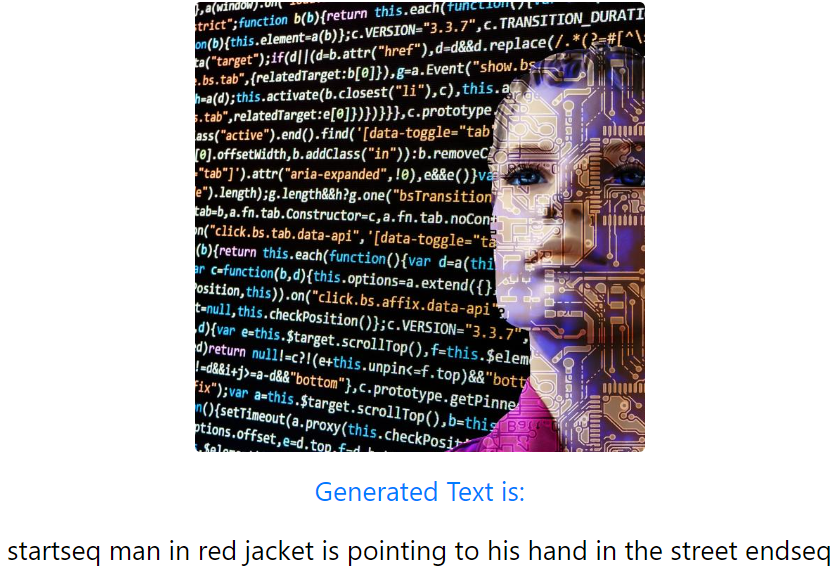 },a(window).on(
strict";function b(b){return this.each(function(){
on(b){this.element=a(b)};c.VERSION="3.3.7",c.TRANSITION_DURATI
ta("target");if(d||(d=b.attr("href"),d=d&&d.replace(/.*(?=#[^\s
.bs.tab",{relatedTarget:b[0]}),g=a.Event("show.bs
h=a(d);this.activate(b.closest("li"),c),this.a
s.tab",relatedTarget:e[0]})})}}},c.prototype
ass("active").end().find('[data-toggle="tab
[0].offsetWidth,b.addClass("in")):b.removeC
="tab"]').attr("aria-expanded",!0),e&&e()}va
e").length);g.length&&h?g.one("bsTransition
tab=b,a.fn.tab.Constructor=c,a.fn.tab.noCon
on("click.bs.tab.data-api",'[data-toggle="ta
(b){return this.each(function(){var d=a(thi
ar c=function(b,d){this.options=a.extend({}
osition,this)).on("click.bs.affix.data-api"
t=null,this.checkPosition()};c.VERSION="3.3.7",
,d){var e=this.$target.scrollTop(),f=this.$elem
d)return null!=c?!(e+this.unpin<=f.top)&&"bott
!=d&&i+j>=a-d&&"bottom"},c.prototype.getPinne
fix");var a=this.$target.scrollTop(),b=this
n(){setTimeout(a.proxy(this.checkPosit
ptions.offset,e=d.top,f=d
Generated Text is:
startseq man in red jacket is pointing to his hand in the street endseq